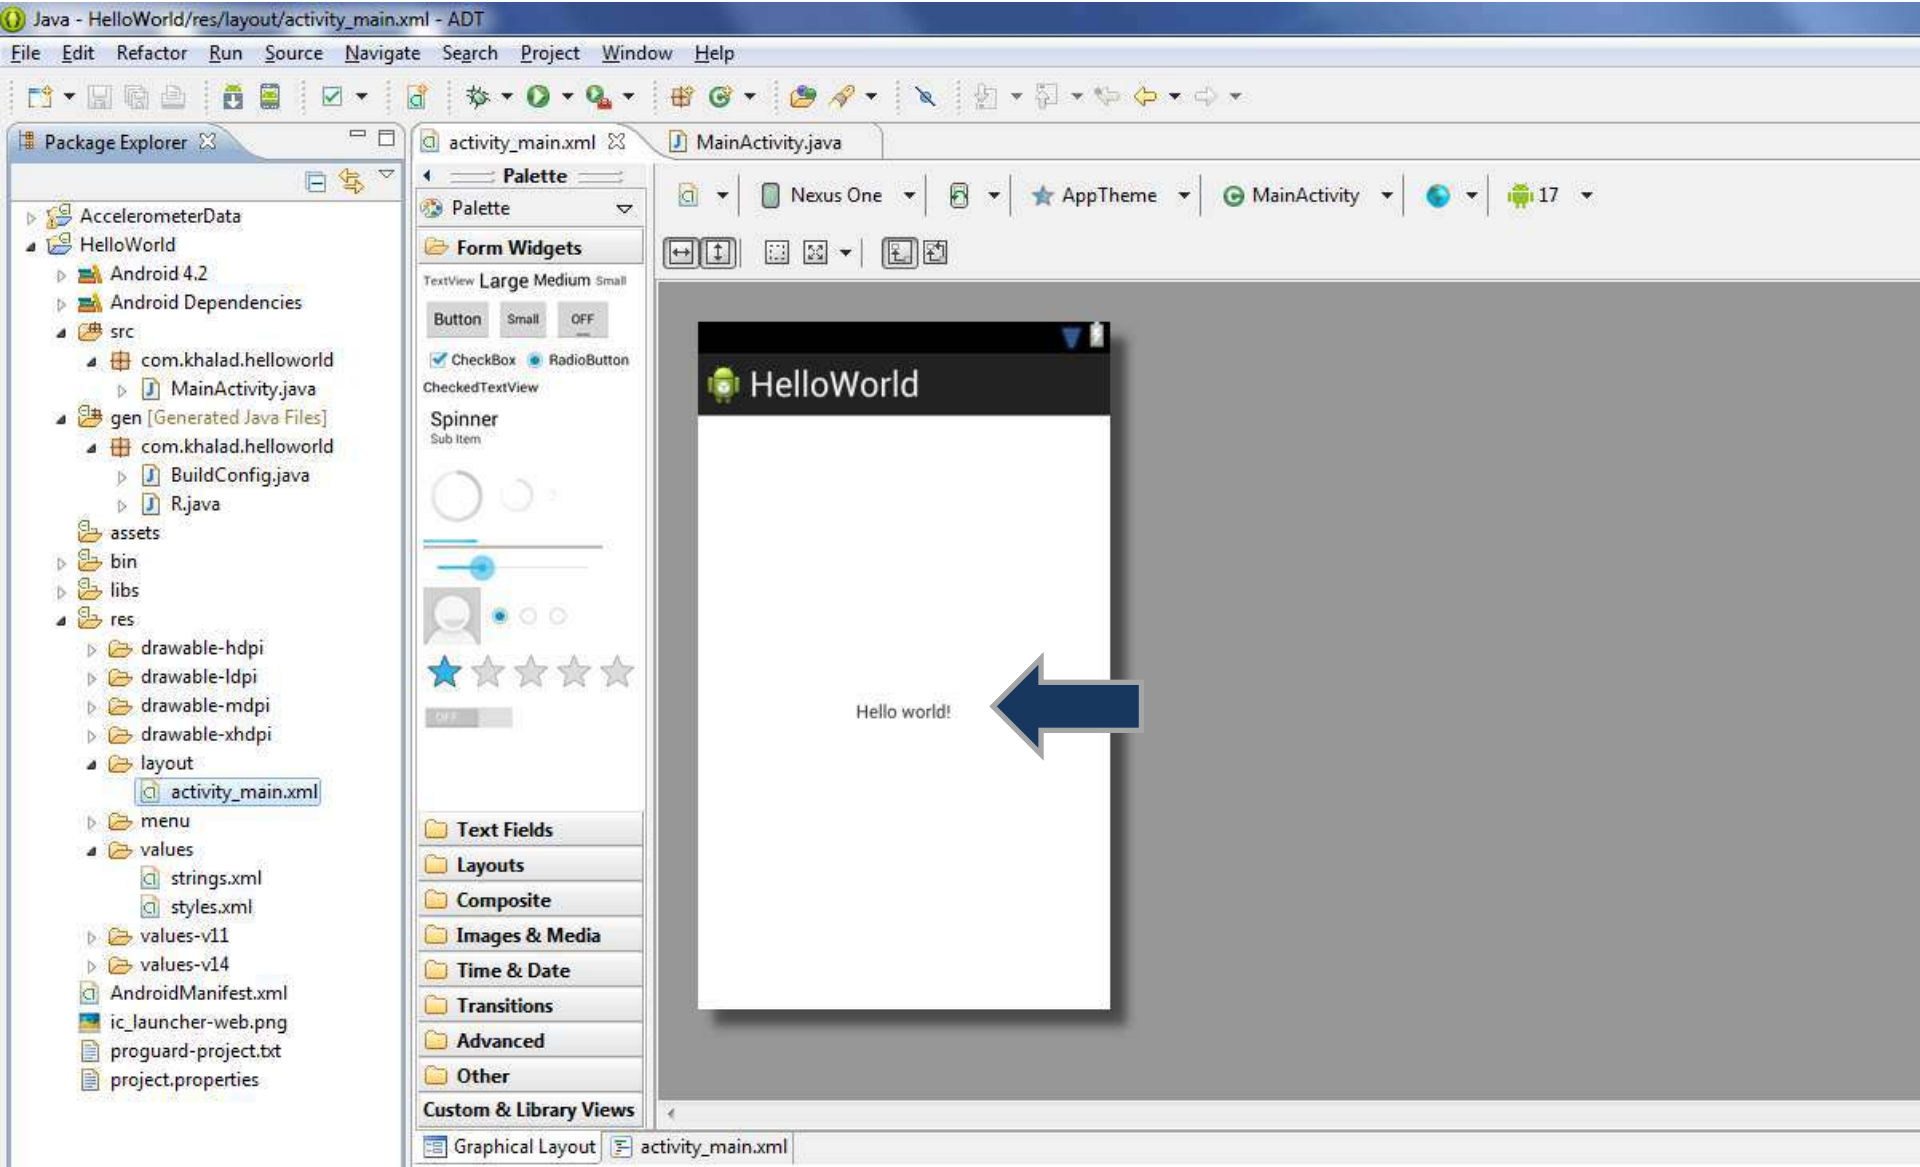 Java - HelloWorld/res/layout/activity_main.xml - ADT
File Edit Refactor Run Source Navigate Search Project Window Help
Package Explorer
AccelerometerData
HelloWorld
Android 4.2
Android Dependencies
src
com.khalad.helloworld
MainActivity.java
gen [Generated Java Files]
com.khalad.helloworld
BuildConfig.java
R.java
assets
bin
libs
res
drawable-hdpi
drawable-ldpi
drawable-mdpi
drawable-xhdpi
layout
activity_main.xml
menu
values
strings.xml
styles.xml
values-v11
values-v14
AndroidManifest.xml
ic_launcher-web.png
proguard-project.txt
project.properties
activity_main.xml
MainActivity.java
Palette
Palette
Form Widgets
TextView Large Medium Small
Button Small OFF
CheckBox RadioButton
CheckedTextView
Spinner
Sub Item
OFF
Text Fields
Layouts
Composite
Images & Media
Time & Date
Transitions
Advanced
Other
Custom & Library Views
Nexus One AppTheme MainActivity 17
HelloWorld
Hello world!
Graphical Layout activity_main.xml